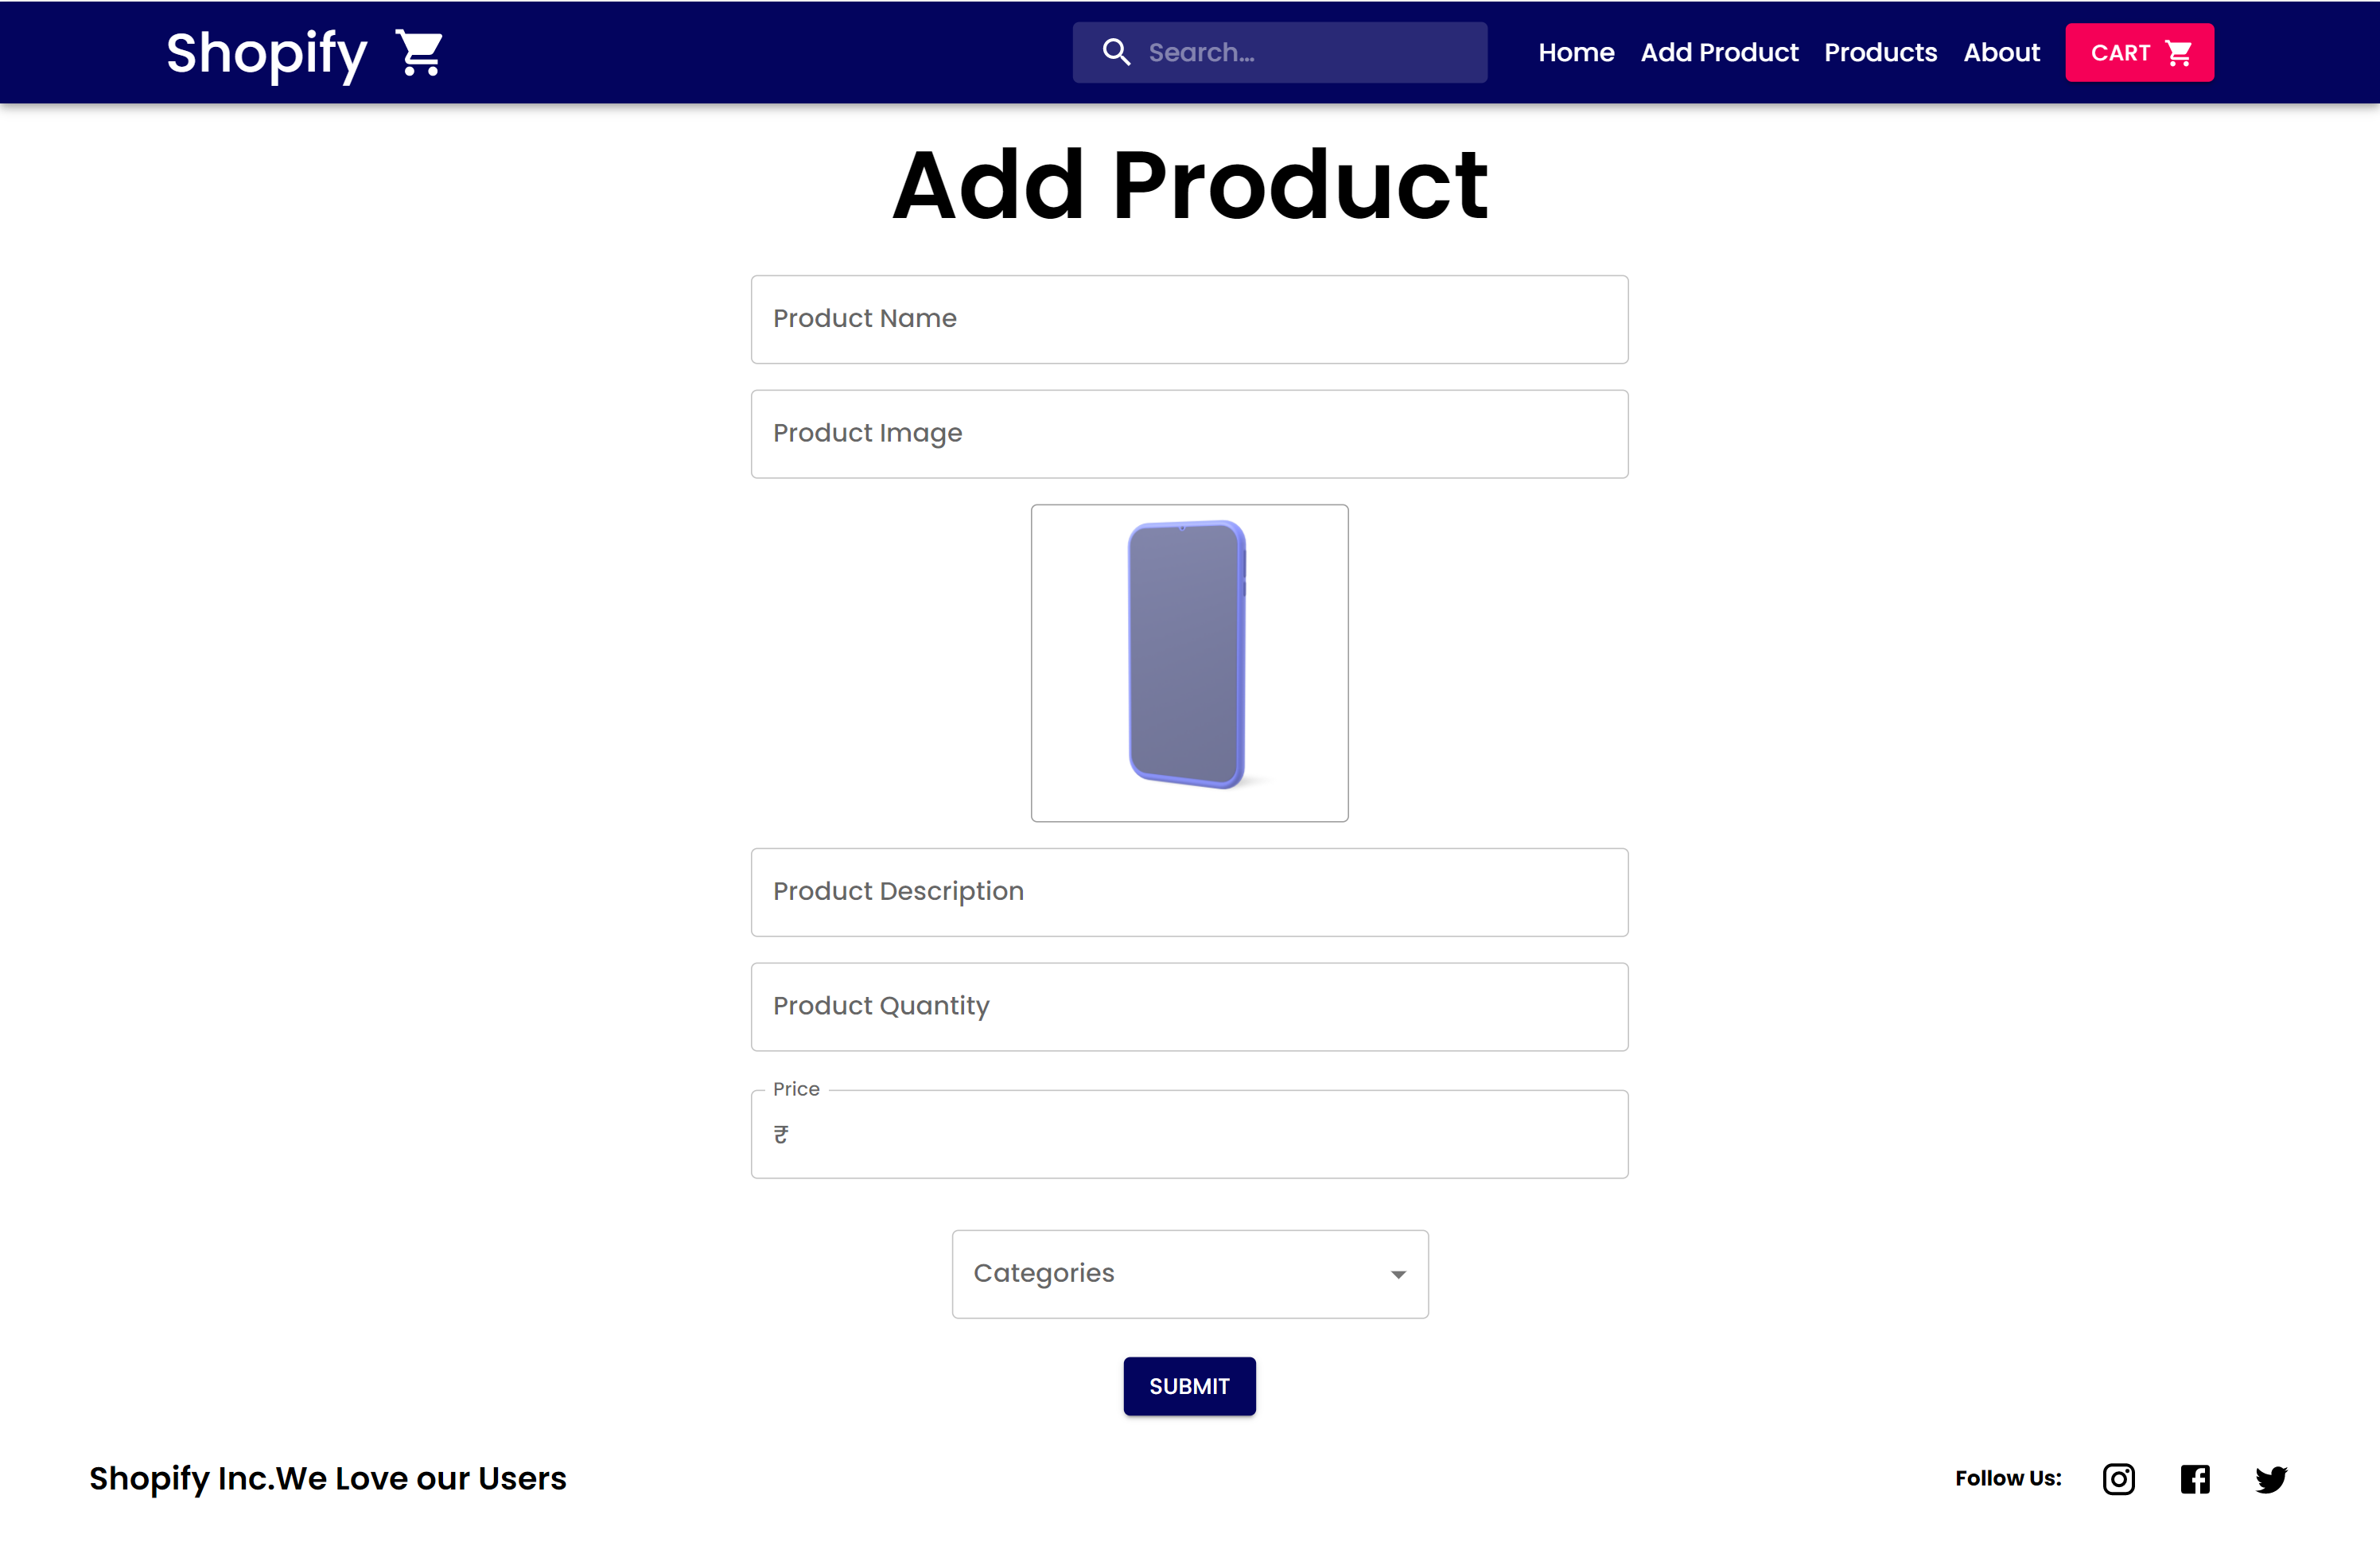 Shopify
Search...
Home Add Product Products About CART
Add Product
Product Name
Product Image
Product Description
Product Quantity
Price
₹
Categories
SUBMIT
Shopify Inc.We Love our Users
Follow Us: